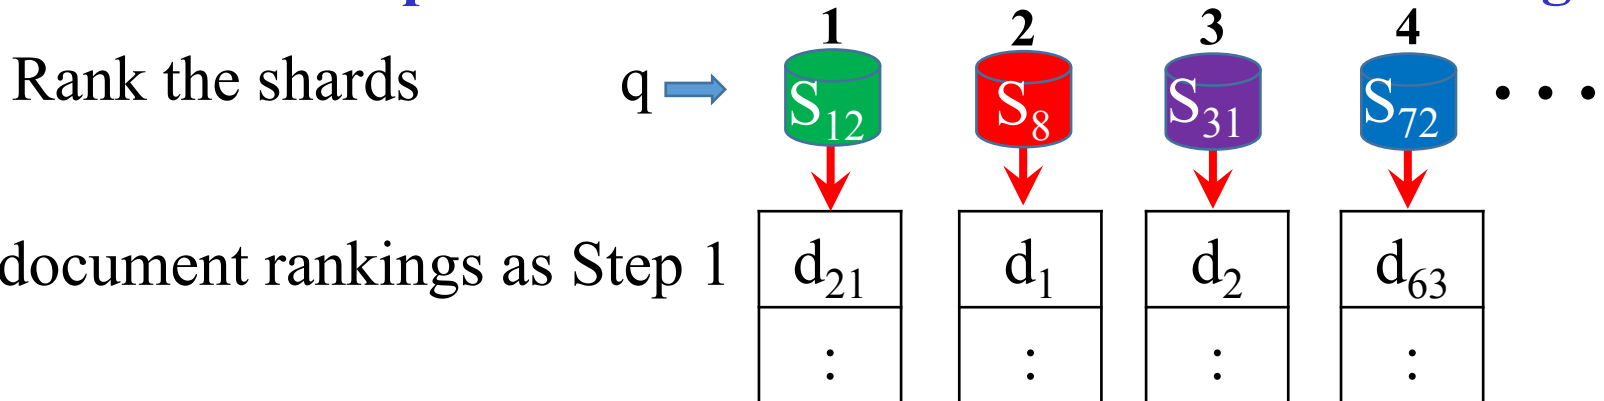 1 2 3 4
Rank the shards q S12 S8 S31 S72 ...
document rankings as Step 1 d21 d1 d2 d63
: : : :